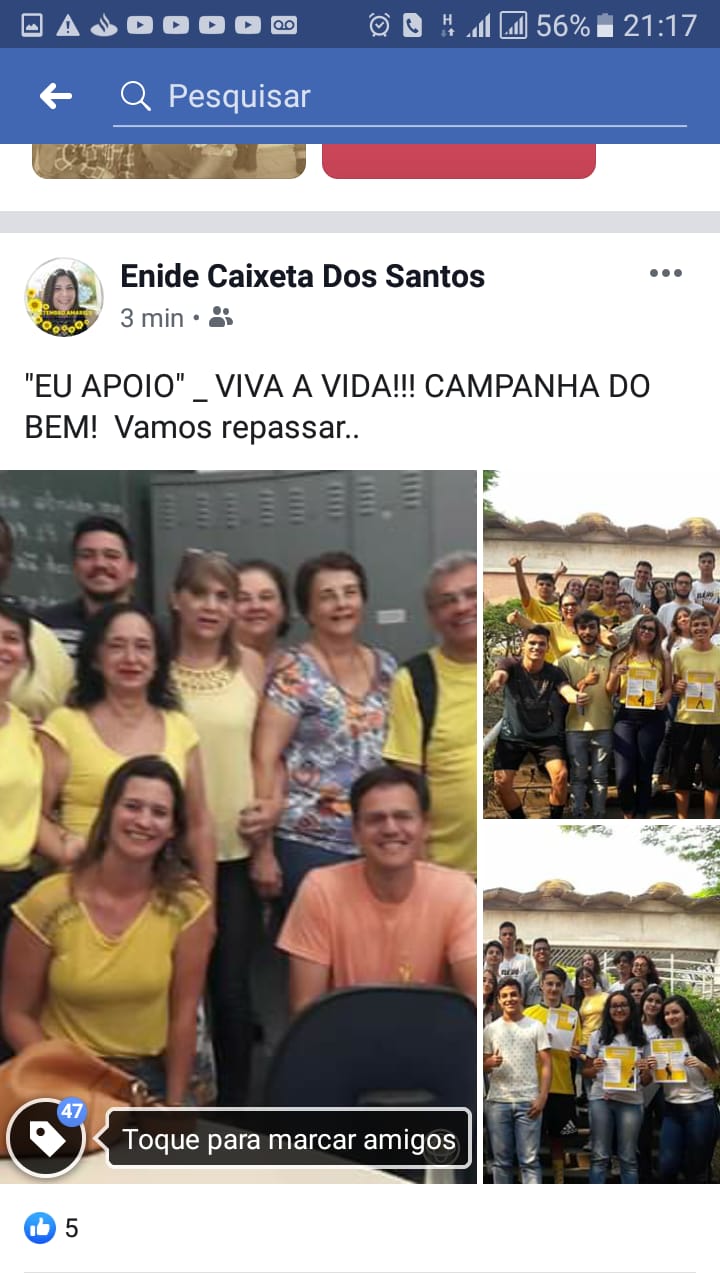 56% 21:17
Pesquisar
Enide Caixeta Dos Santos
3 min •
"EU APOIO" _ VIVA A VIDA!!! CAMPANHA DO
BEM! Vamos repassar..
47
Toque para marcar amigos
5